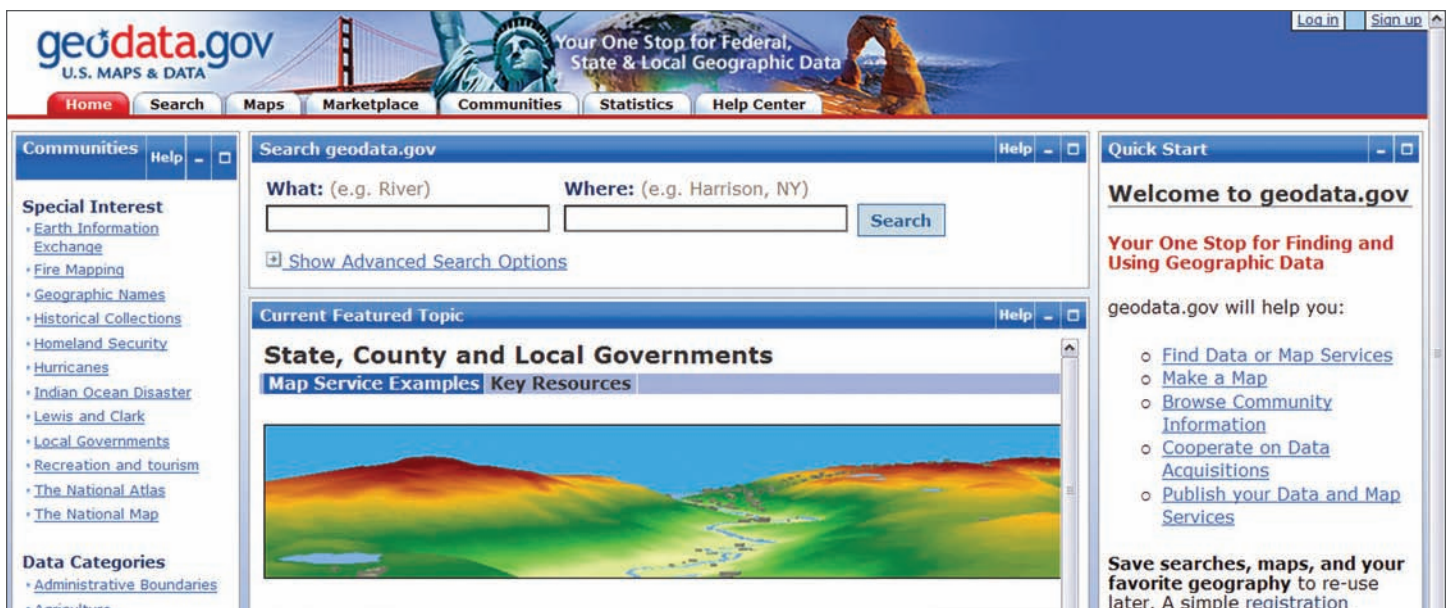 geodata.gov
U.S. MAPS & DATA
Your One Stop for Federal,
State & Local Geographic Data
Log in
Sign up
Home
Search
Maps
Marketplace
Communities
Statistics
Help Center
Communities
Help
Special Interest
Earth Information
Exchange
Fire Mapping
Geographic Names
Historical Collections
Homeland Security
Hurricanes
Indian Ocean Disaster
Lewis and Clark
Local Governments
Recreation and tourism
The National Atlas
The National Map
Data Categories
Administrative Boundaries
Agriculture
Search geodata.gov
Help
What: (e.g. River)
Where: (e.g. Harrison, NY)
Search
Show Advanced Search Options
Current Featured Topic
Help
State, County and Local Governments
Map Service Examples
Key Resources
Quick Start
Welcome to geodata.gov
Your One Stop for Finding and
Using Geographic Data
geodata.gov will help you:
Find Data or Map Services
Make a Map
Browse Community
Information
Cooperate on Data
Acquisitions
Publish your Data and Map
Services
Save searches, maps, and your
favorite geography to re-use
later. A simple registration